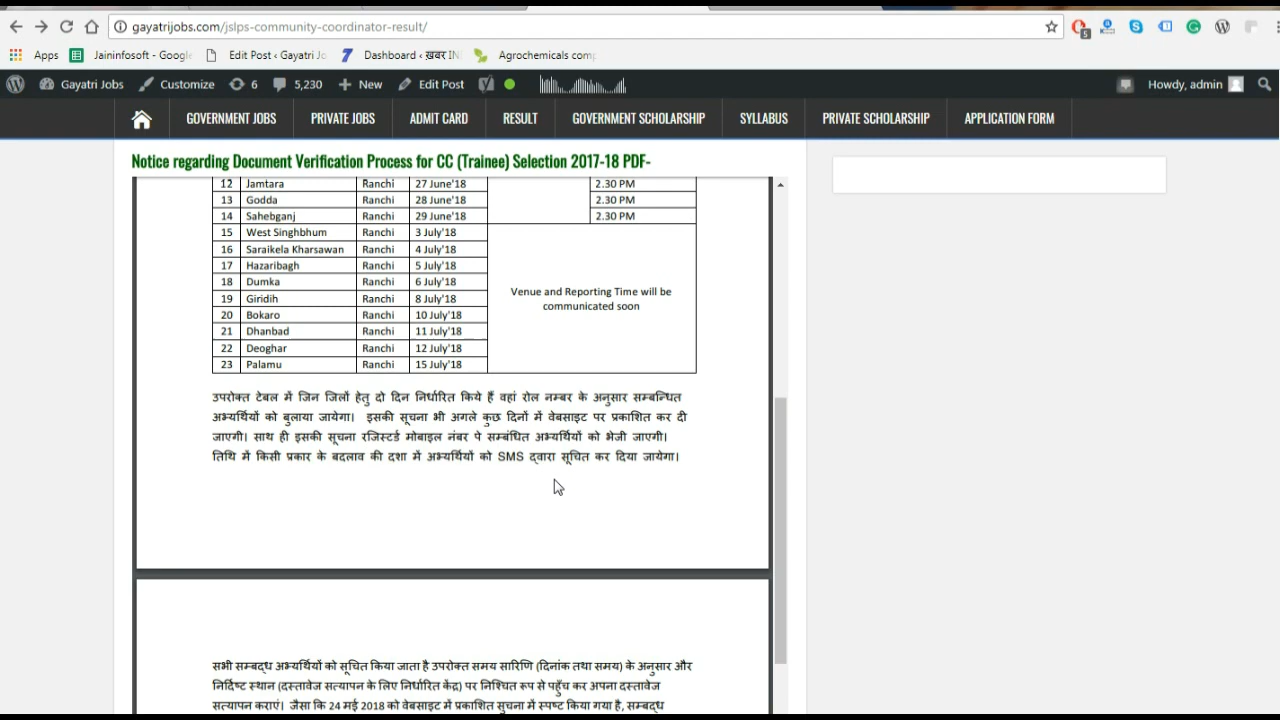 gayatrijobs.com/jslps-community-coordinator-result/
5
Apps Jaininfosoft - Googl Edit Post ‹ Gayatri Jo Dashboard ‹ ख़बर IN Agrochemicals com
Gayatri Jobs Customize 6 5,230 New Edit Post Howdy, admin
GOVERNMENT JOBS PRIVATE JOBS ADMIT CARD RESULT GOVERNMENT SCHOLARSHIP SYLLABUS PRIVATE SCHOLARSHIP APPLICATION FORM
Notice regarding Document Verification Process for CC (Trainee) Selection 2017-18 PDF-
12 Jamtara Ranchi 27 June'18 2.30 PM
13 Godda Ranchi 28 June'18 2.30 PM
14 Sahebganj Ranchi 29 June'18 2.30 PM
15 West Singhbhum Ranchi 3 July'18
16 Saraikela Kharsawan Ranchi 4 July'18
17 Hazaribagh Ranchi 5 July'18
18 Dumka Ranchi 6 July'18
19 Giridih Ranchi 8 July'18
20 Bokaro Ranchi 10 July'18
21 Dhanbad Ranchi 11 July'18
22 Deoghar Ranchi 12 July'18
23 Palamu Ranchi 15 July'18
Venue and Reporting Time will be
communicated soon
उपरोक्त टेबल में जिन जिलों हेतु दो दिन निर्धारित किये हैं वहां रोल नम्बर के अनुसार सम्बन्धित
अभ्यर्थियों को बुलाया जायेगा। इसकी सूचना भी अगले कुछ दिनों में वेबसाइट पर प्रकाशित कर दी
जाएगी। साथ ही इसकी सूचना रजिस्टर्ड मोबाइल नंबर पे सम्बंधित अभ्यर्थियों को भेजी जाएगी।
तिथि में किसी प्रकार के बदलाव की दशा में अभ्यर्थियों को SMS द्वारा सूचित कर दिया जायेगा।
सभी सम्बद्ध अभ्यर्थियों को सूचित किया जाता है उपरोक्त समय सारिणि (दिनांक तथा समय) के अनुसार और
निर्दिष्ट स्थान (दस्तावेज सत्यापन के लिए निर्धारित केंद्र) पर निश्चित रूप से पहुँच कर अपना दस्तावेज
सत्यापन कराएं। जैसा कि 24 मई 2018 को वेबसाइट में प्रकाशित सुचना में स्पष्ट किया गया है, सम्बद्ध